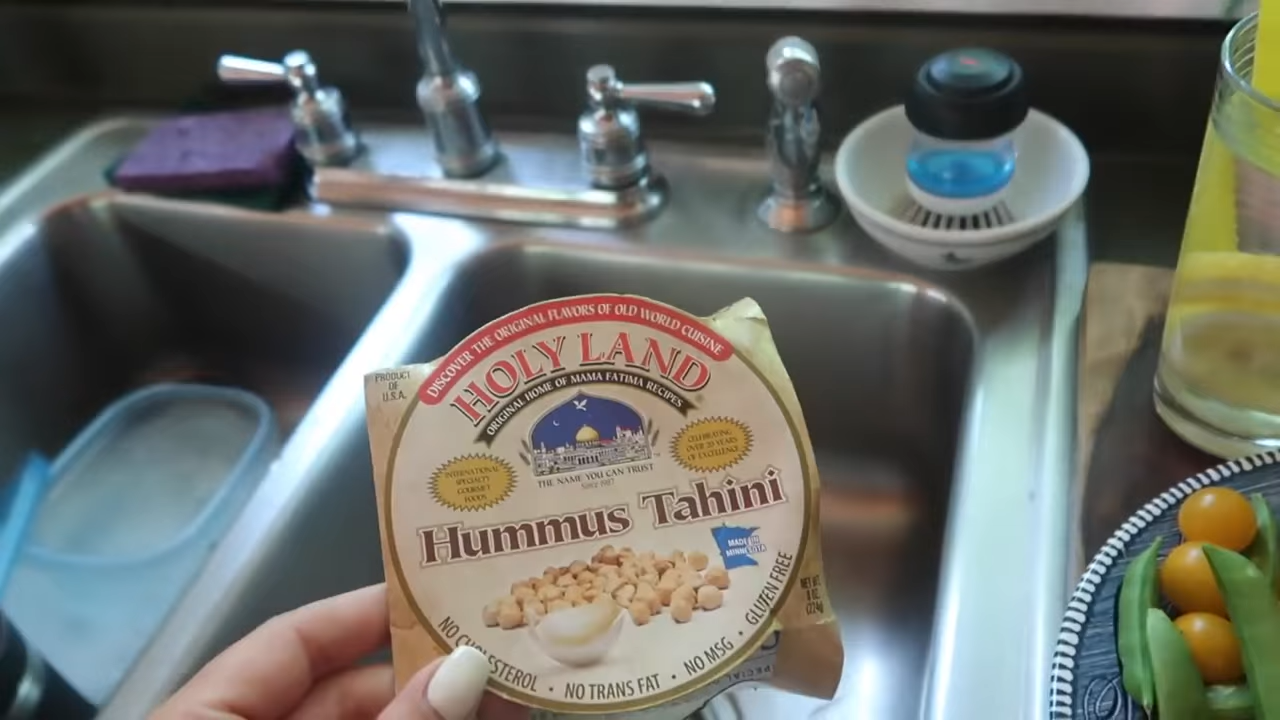 DISCOVER THE ORIGINAL FLAVORS OF OLD WORLD CUISINE
HOLY LAND
ORIGINAL HOME OF MAMA FATIMA RECIPES
PRODUCT
OF
U.S.A.
THE NAME YOU CAN TRUST
SINCE 1987
INTERNATIONAL
SPECIALTY
GOURMET
FOODS
CELEBRATING
OVER 20 YEARS
OF EXCELLENCE
Hummus Tahini
MADE IN
MINNESOTA
NET WT.
8 OZ.
(224g)
NO CHOLESTEROL • NO TRANS FAT • NO MSG • GLUTEN FREE